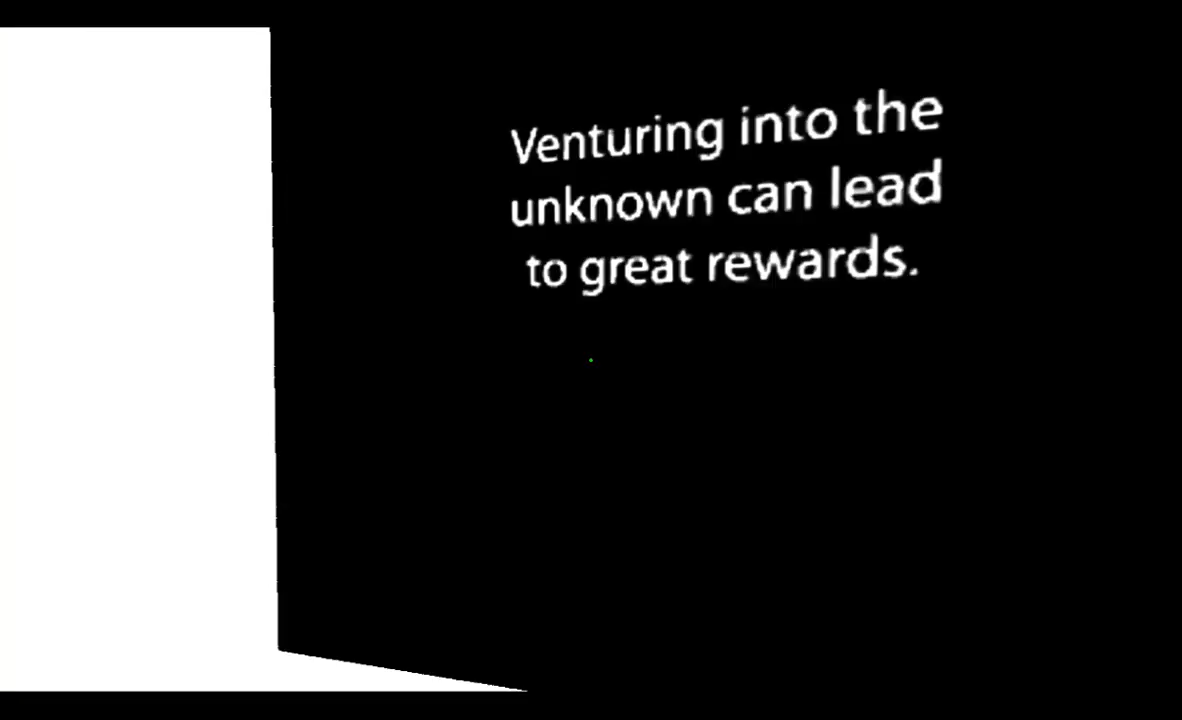 Venturing into the
unknown can lead
to great rewards.